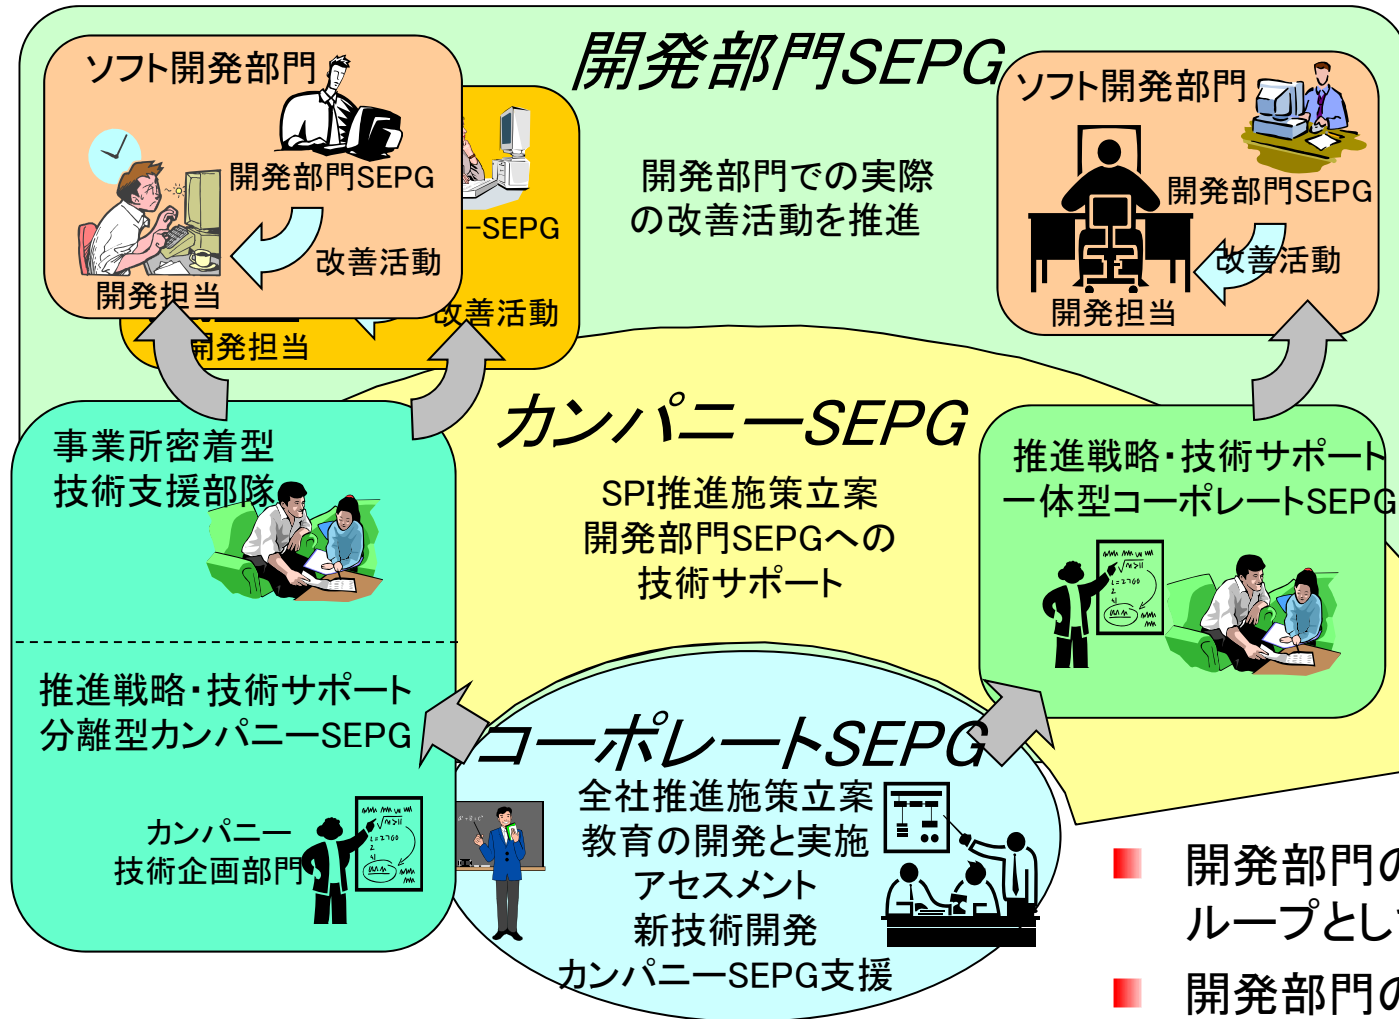 開発部門SEPG
開発部門での実際
の改善活動を推進
ソフト開発部門
開発部門SEPG
改善活動
開発担当
-SEPG
改善活動
開発担当
ソフト開発部門
開発部門SEPG
改善活動
開発担当
カンパニーSEPG
SPI推進施策立案
開発部門SEPGへの
技術サポート
事業所密着型
技術支援部隊
推進戦略・技術サポート
分離型カンパニーSEPG
カンパニー
技術企画部門
推進戦略・技術サポート
一体型コーポレートSEPG
コーポレートSEPG
全社推進施策立案
教育の開発と実施
アセスメント
新技術開発
カンパニーSEPG支援
開発部門の
ループとして
開発部門の